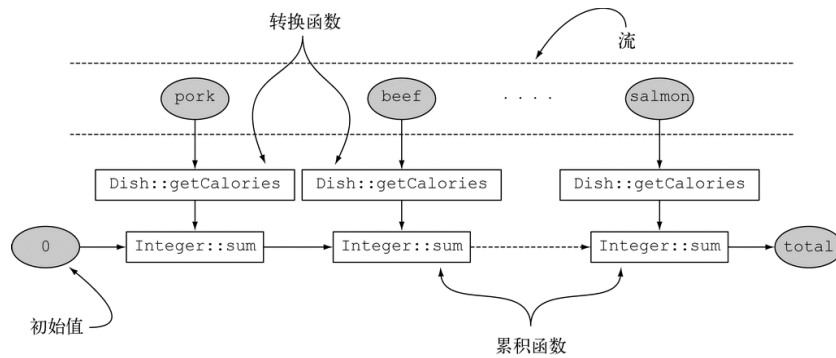 转换函数
流
pork
beef
. . . .
salmon
Dish::getCalories
Dish::getCalories
Dish::getCalories
0
Integer::sum
Integer::sum
Integer::sum
total
初始值
累积函数